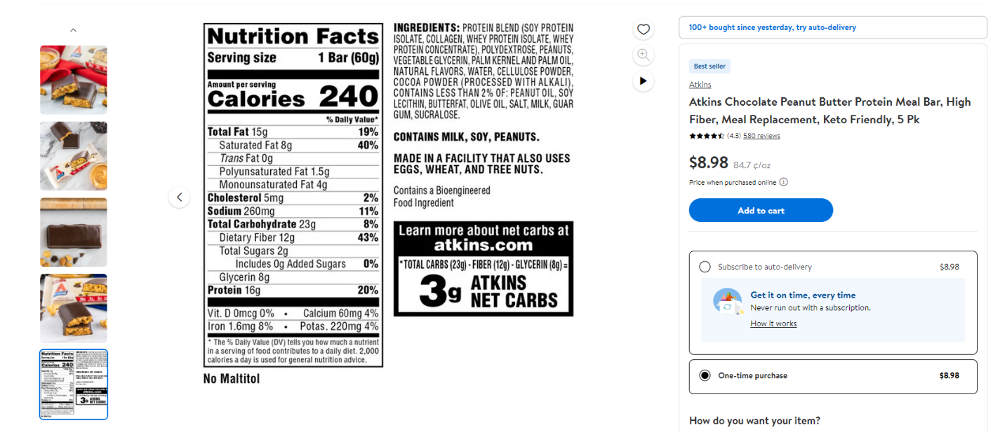 Nutrition Facts
Serving size 1 Bar (60g)
Amount per serving
Calories 240
% Daily Value*
Total Fat 15g 19%
Saturated Fat 8g 40%
Trans Fat 0g
Polyunsaturated Fat 1.5g
Monounsaturated Fat 4g
Cholesterol 5mg 2%
Sodium 260mg 11%
Total Carbohydrate 23g 8%
Dietary Fiber 12g 43%
Total Sugars 2g
Includes 0g Added Sugars 0%
Glycerin 8g
Protein 16g 20%
Vit. D 0mcg 0% • Calcium 60mg 4%
Iron 1.6mg 8% • Potas. 220mg 4%
* The % Daily Value (DV) tells you how much a nutrient
in a serving of food contributes to a daily diet. 2,000
calories a day is used for general nutrition advice.
No Maltitol
INGREDIENTS: PROTEIN BLEND (SOY PROTEIN
ISOLATE, COLLAGEN, WHEY PROTEIN ISOLATE, WHEY
PROTEIN CONCENTRATE), POLYDEXTROSE, PEANUTS,
VEGETABLE GLYCERIN, PALM KERNEL AND PALM OIL,
NATURAL FLAVORS, WATER, CELLULOSE POWDER,
COCOA POWDER (PROCESSED WITH ALKALI),
CONTAINS LESS THAN 2% OF: PEANUT OIL, SOY
LECITHIN, BUTTERFAT, OLIVE OIL, SALT, MILK, GUAR
GUM, SUCRALOSE.
CONTAINS MILK, SOY, PEANUTS.
MADE IN A FACILITY THAT ALSO USES
EGGS, WHEAT, AND TREE NUTS.
Contains a Bioengineered
Food Ingredient
Learn more about net carbs at
atkins.com
*TOTAL CARBS (23g) - FIBER (12g) - GLYCERIN (8g) =
3g ATKINS
NET CARBS
100+ bought since yesterday, try auto-delivery
Best seller
Atkins
Atkins Chocolate Peanut Butter Protein Meal Bar, High
Fiber, Meal Replacement, Keto Friendly, 5 Pk
(4.3) 580 reviews
$8.98 84.7 ¢/oz
Price when purchased online
Add to cart
Subscribe to auto-delivery $8.98
Get it on time, every time
Never run out with a subscription.
How it works
One-time purchase $8.98
How do you want your item?